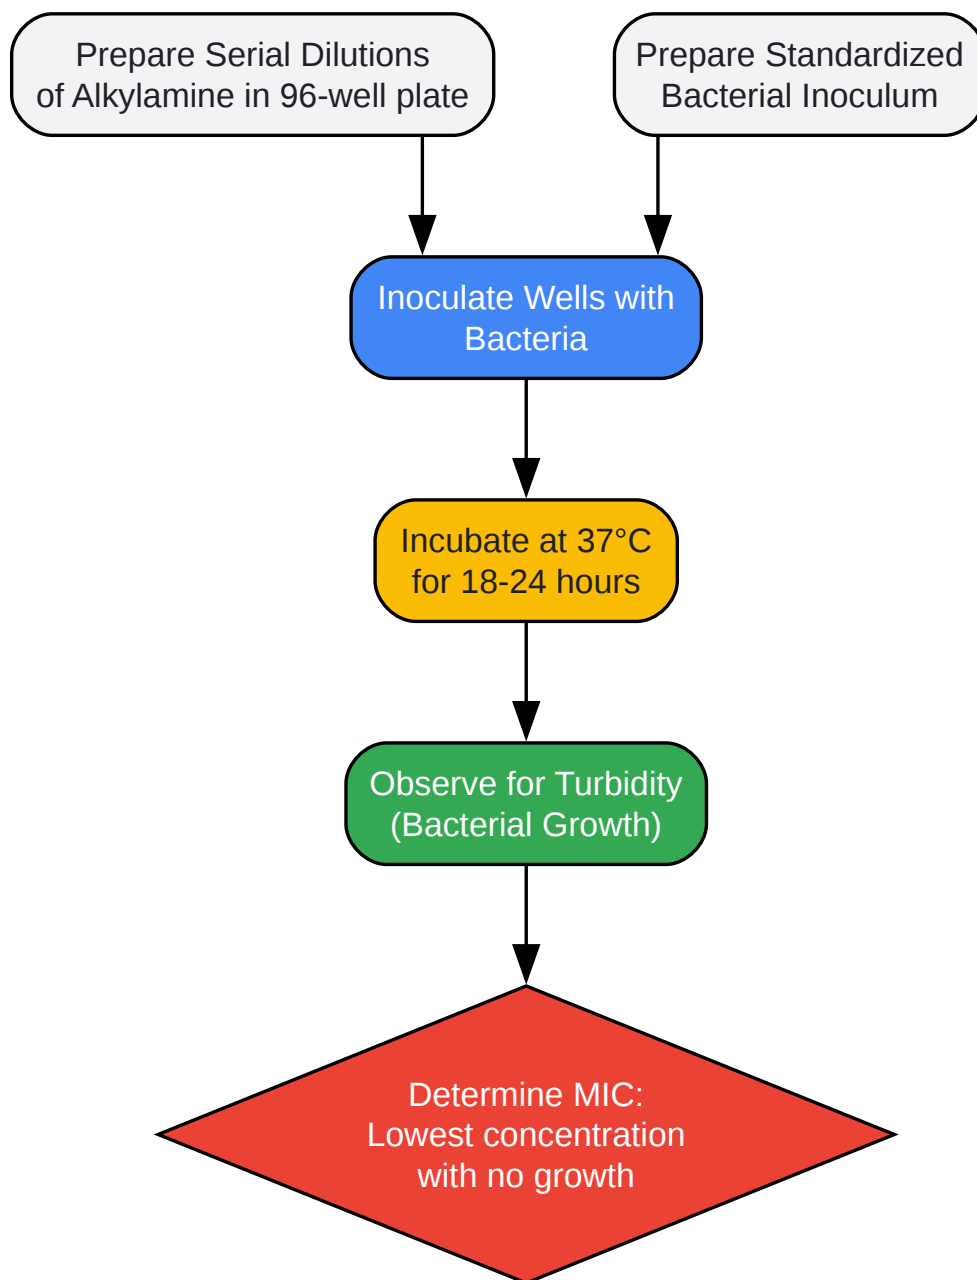 Prepare Serial Dilutions
of Alkylamine in 96-well plate
Prepare Standardized
Bacterial Inoculum
Inoculate Wells with
Bacteria
Incubate at 37°C
for 18-24 hours
Observe for Turbidity
(Bacterial Growth)
Determine MIC:
Lowest concentration
with no growth